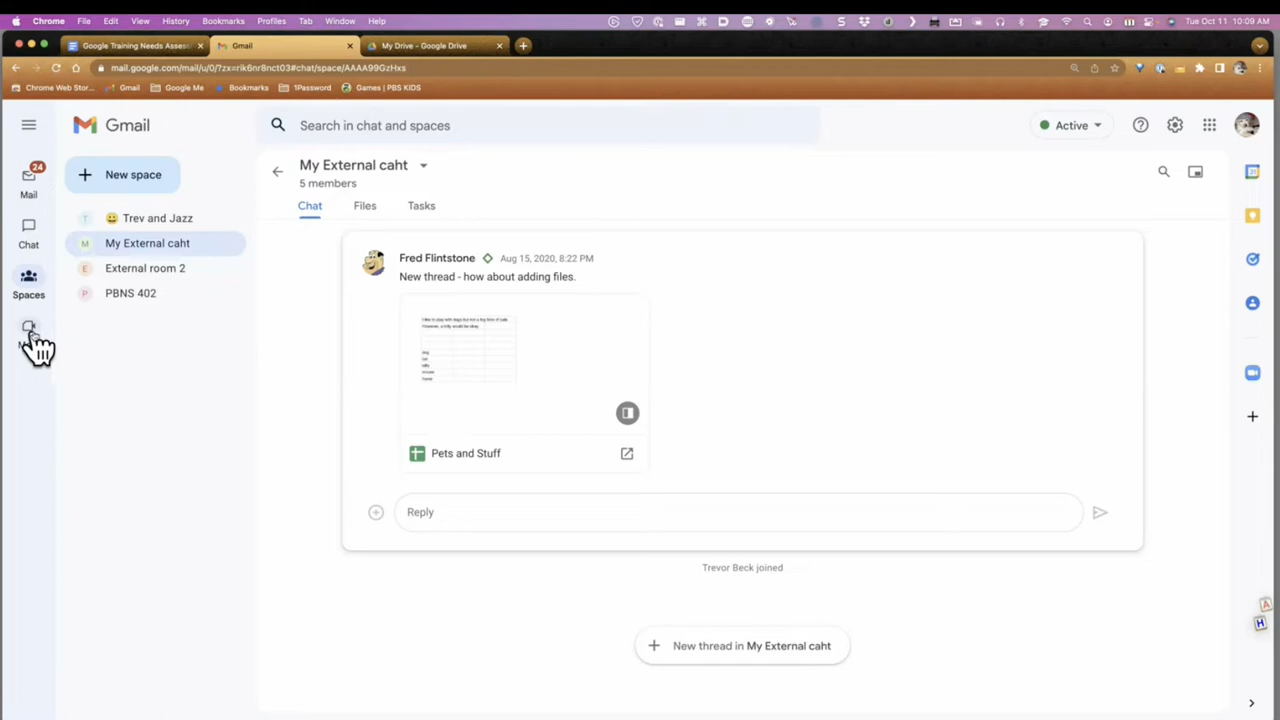 Chrome File Edit View History Bookmarks Profiles Tab Window Help Tue Oct 11 10:09 AM
Google Training Needs Assess Gmail My Drive - Google Drive
mail.google.com/mail/u/0/?zx=rik6nr8nct03#chat/space/AAAA99GzHxs
Chrome Web Stor... Gmail Google Me Bookmarks 1Password Games | PBS KIDS
Gmail
Search in chat and spaces
Active
24
Mail
Chat
Spaces
New space
T Trev and Jazz
M My External caht
E External room 2
P PBNS 402
My External caht
5 members
Chat Files Tasks
Fred Flintstone Aug 15, 2020, 8:22 PM
New thread - how about adding files.
Pets and Stuff
Reply
Trevor Beck joined
New thread in My External caht
31
A
H